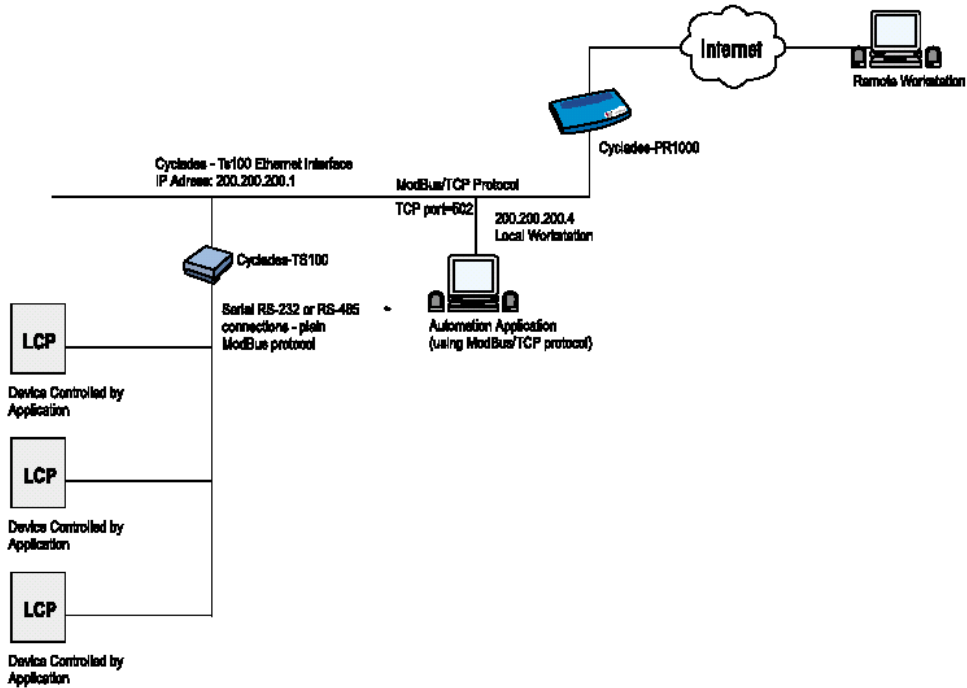 Internet
Remote Workstation
Cyclades-PR1000
Cyclades - Ts100 Ethernet Interface
IP Adress: 200.200.200.1
ModBus/TCP Protocol
TCP port=502
200.200.200.4
Local Workstation
Cyclades-TS100
Serial RS-232 or RS-485
connections - plain
ModBus protocol
Automation Application
(using ModBus/TCP protocol)
LCP
Device Controlled by
Application
LCP
Device Controlled by
Application
LCP
Device Controlled by
Application